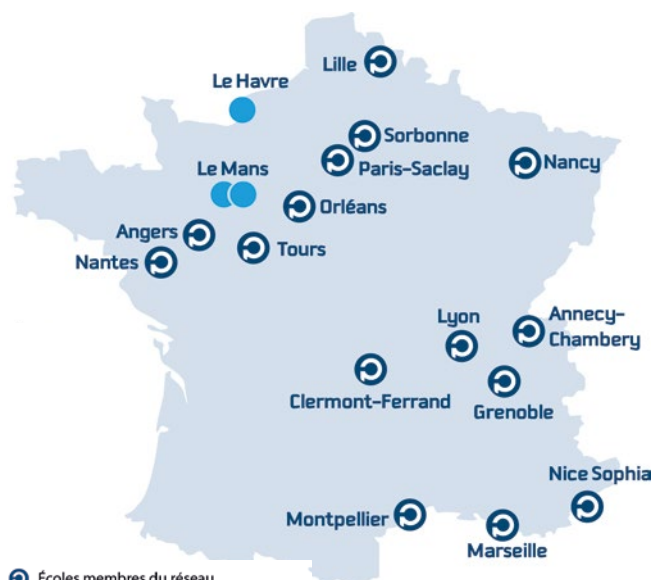 Lille
Le Havre
Sorbonne
Paris-Saclay
Nancy
Le Mans
Orléans
Angers
Nantes
Tours
Lyon
Annecy-
Chambery
Clermont-Ferrand
Grenoble
Nice Sophia
Montpellier
Marseille
Écoles membres du réseau